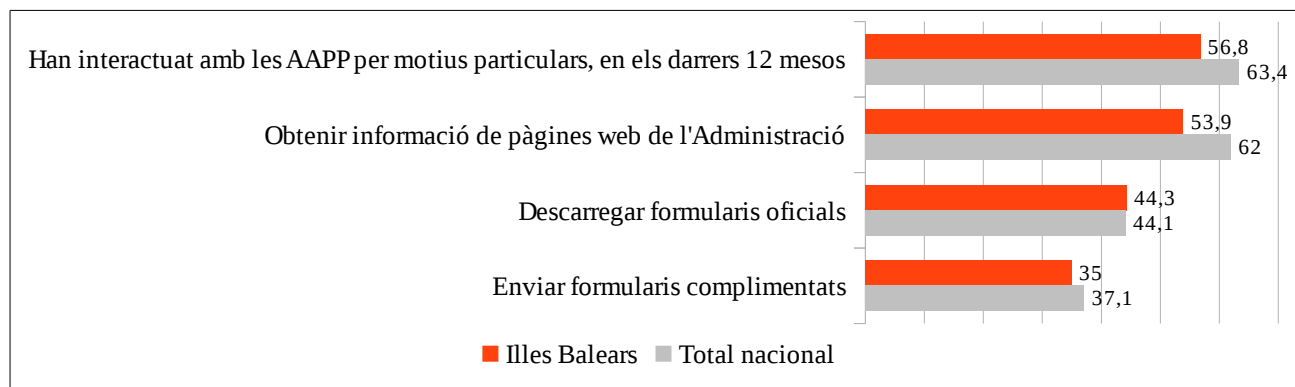 Han interactuat amb les AAPP per motius particulars, en els darrers 12 mesos
56,8
63,4
Obtenir informació de pàgines web de l'Administració
53,9
62
Descarregar formularis oficials
44,3
44,1
Enviar formularis complimentats
35
37,1
Illes Balears
Total nacional